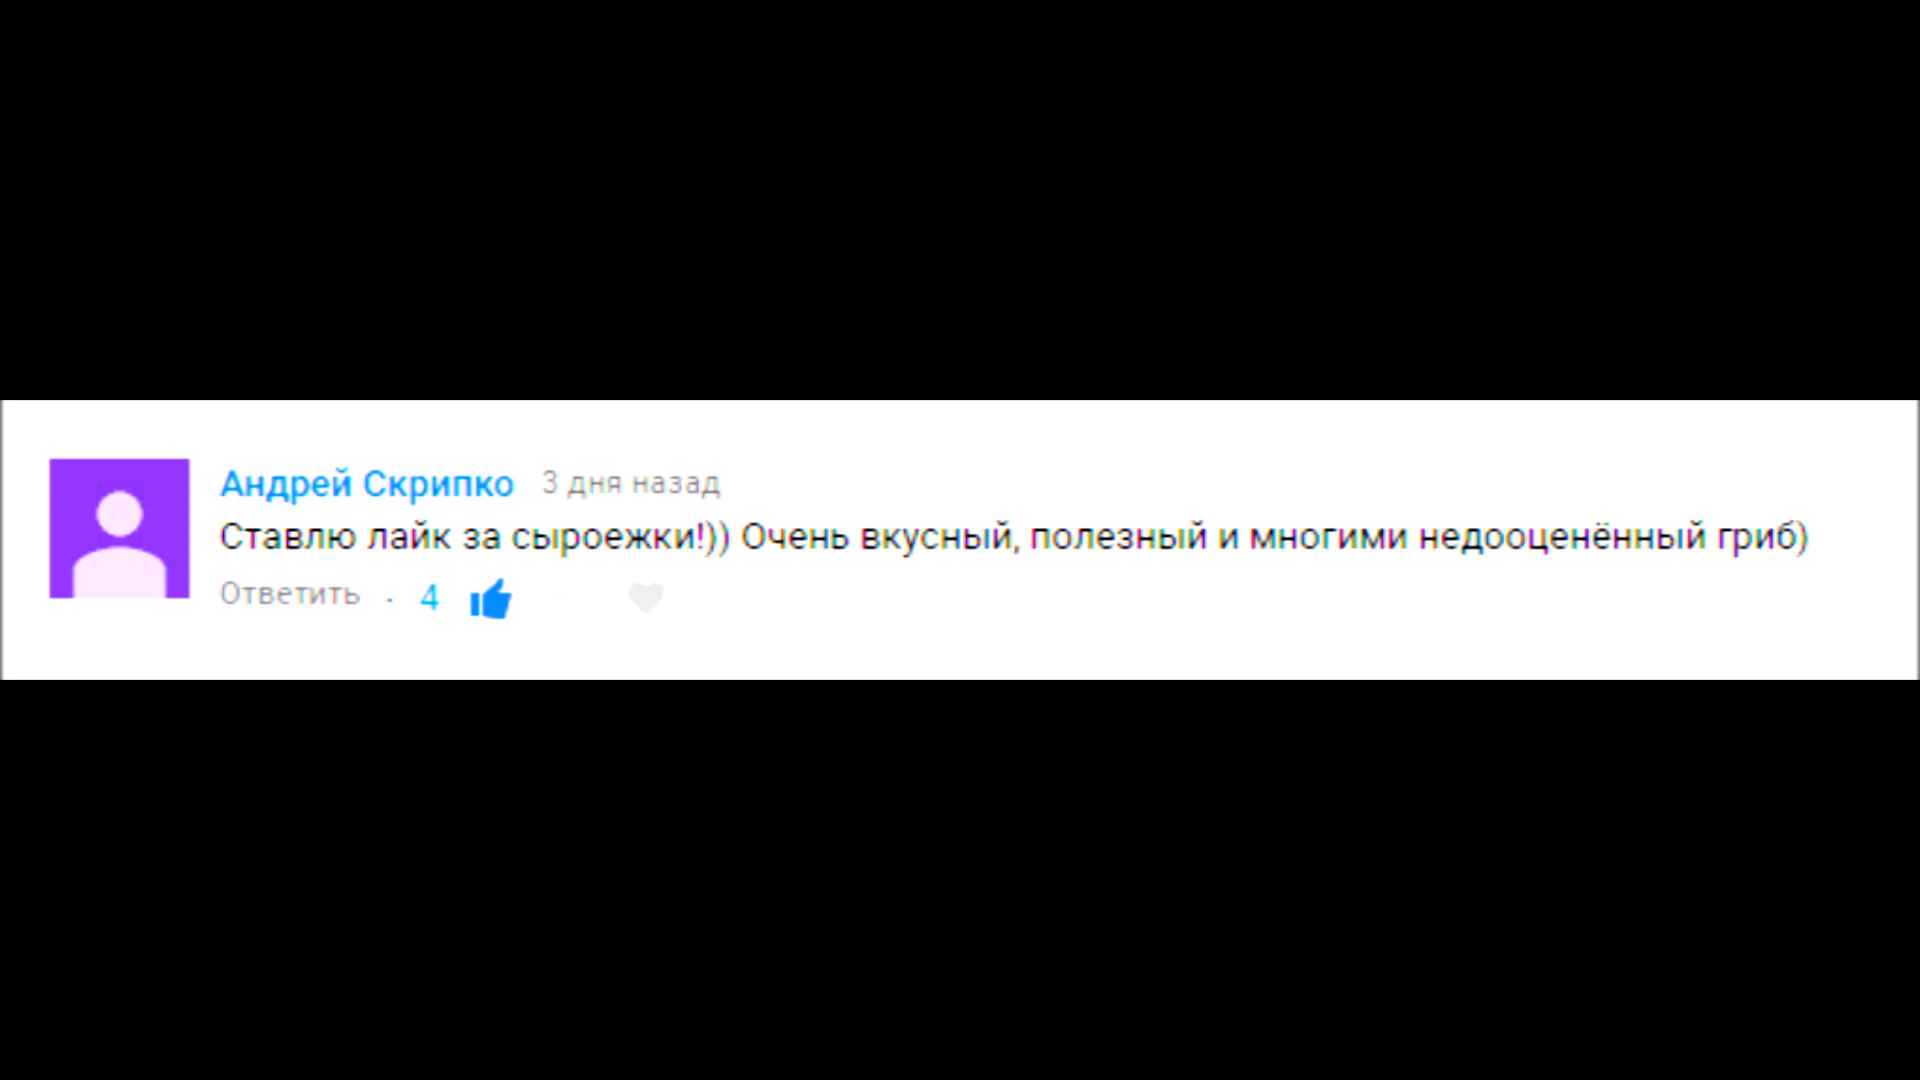 Андрей Скрипко 3 дня назад
Ставлю лайк за сыроежки!)) Очень вкусный, полезный и многими недооценённый гриб)
Ответить · 4